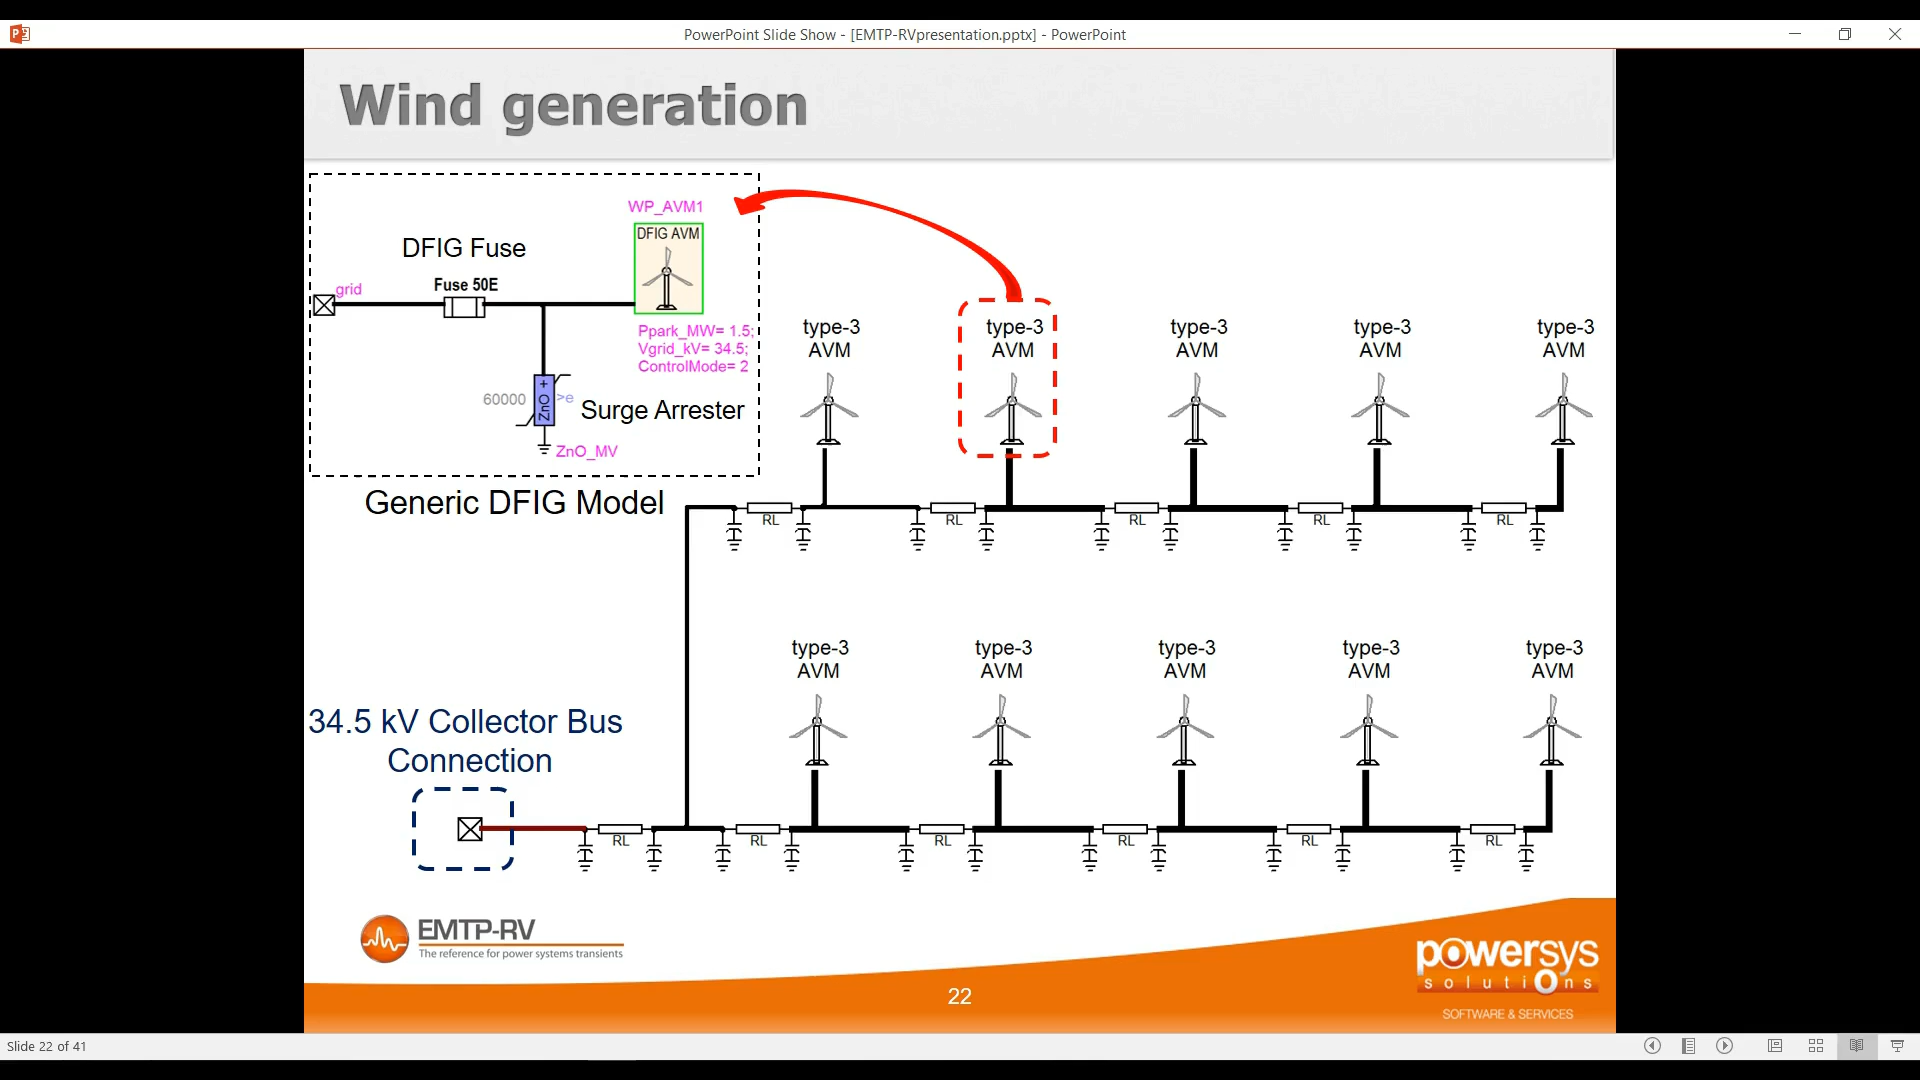 PowerPoint Slide Show - [EMTP-RVpresentation.pptx] - PowerPoint
Wind generation
WP_AVM1
DFIG AVM
DFIG Fuse
Fuse 50E
grid
Ppark_MW= 1.5;
Vgrid_kV= 34.5;
ControlMode= 2
60000
+
ZnO
>e
Surge Arrester
ZnO_MV
Generic DFIG Model
type-3
AVM
type-3
AVM
type-3
AVM
type-3
AVM
type-3
AVM
RL
RL
RL
RL
RL
type-3
AVM
type-3
AVM
type-3
AVM
type-3
AVM
type-3
AVM
34.5 kV Collector Bus
Connection
RL
RL
RL
RL
RL
RL
EMTP-RV
The reference for power systems transients
22
powersys
solutiOns
SOFTWARE & SERVICES
Slide 22 of 41